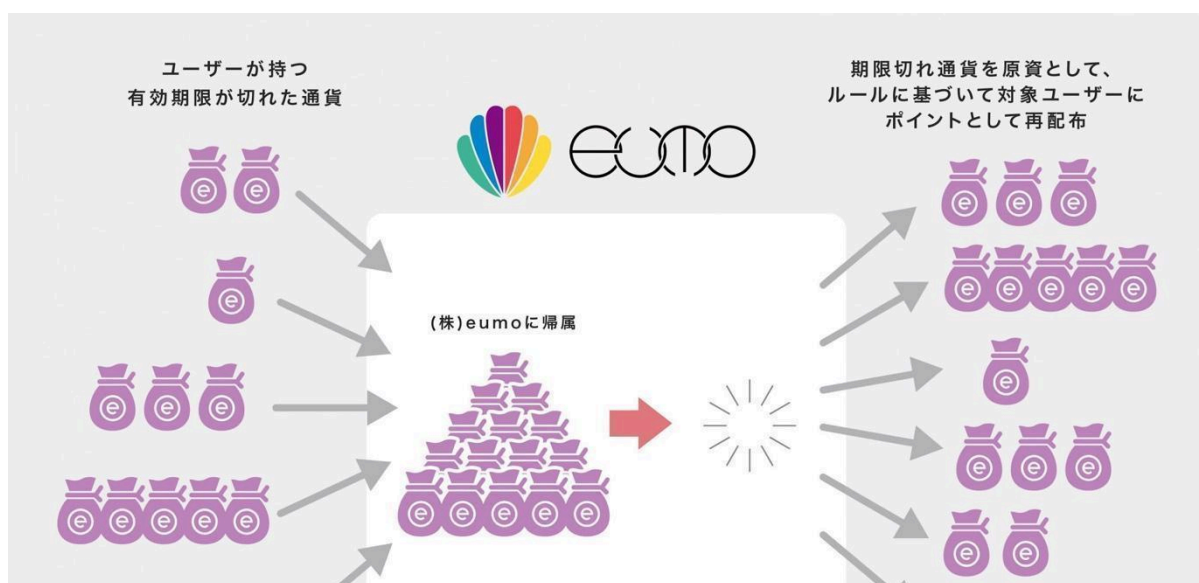 ユーザーが持つ
有効期限が切れた通貨
eumo
期限切れ通貨を原資として、
ルールに基づいて対象ユーザーに
ポイントとして再配布
(株)eumoに帰属
e e
e
e e e
e e e e e
e e e e e
e e e
e e e e e
e
e e e
e e